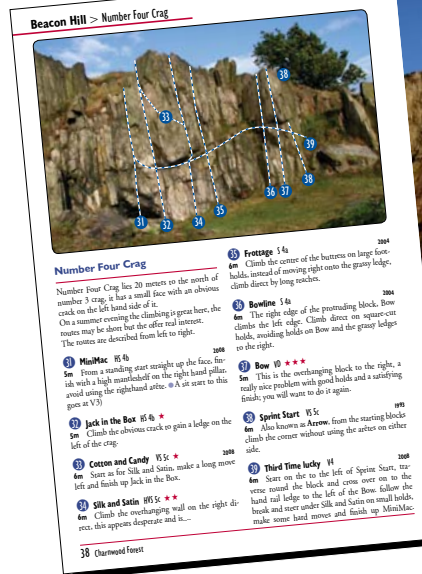 Beacon Hill > Number Four Crag
38
33
39
38
36
37
35
31
32
34
Number Four Crag
Number Four Crag lies 20 meters to the north of
number 3 crag, it has a small face with an obvious
crack on the left hand side of it.
On a summer evening the climbing is great here, the
routes may be short but the offer real interest.
The routes are described from left to right.
31 MiniMac HS 4b
2008
5m From a standing start straight up the face, fin-
ish with a high mantleshelf on the right hand pillar,
avoid using the righthand arête. ●A sit start to this
goes at V3)
32 Jack in the Box HS 4b ★
5m Climb the obvious crack to gain a ledge on the
left of the crag.
33 Cotton and Candy VS 5c ★
2008
6m Start as for Silk and Satin, make a long move
left and finish up Jack in the Box.
34 Silk and Satin HVS 5c ★★
6m Climb the overhanging wall on the right di-
rect, this appears desperate and is....
35 Frottage S 4a
2004
6m Climb the centre of the buttress on large foot-
holds, instead of moving right onto the grassy ledge,
climb direct by long reaches.
36 Bowline S 4a
2004
6m The right edge of the protruding block, Bow
climbs the left edge. Climb direct on square-cut
holds, avoiding holds on Bow and the grassy ledges
to the right.
37 Bow VD ★★★
5m This is the overhanging block to the right, a
really nice problem with good holds and a satisfying
finish; you will want to do it again.
38 Sprint Start VS 5c
1993
6m Also known as Arrow, from the starting blocks
climb the corner without using the arêtes on either
side.
39 Third Time lucky V4
2008
6m Start on the to the left of Sprint Start, tra-
verse round the block and cross over on to the
hand rail ledge to the left of the Bow. follow the
break and steer under Silk and Satin on small holds,
make some hard moves and finish up MiniMac.
38 Charnwood Forest